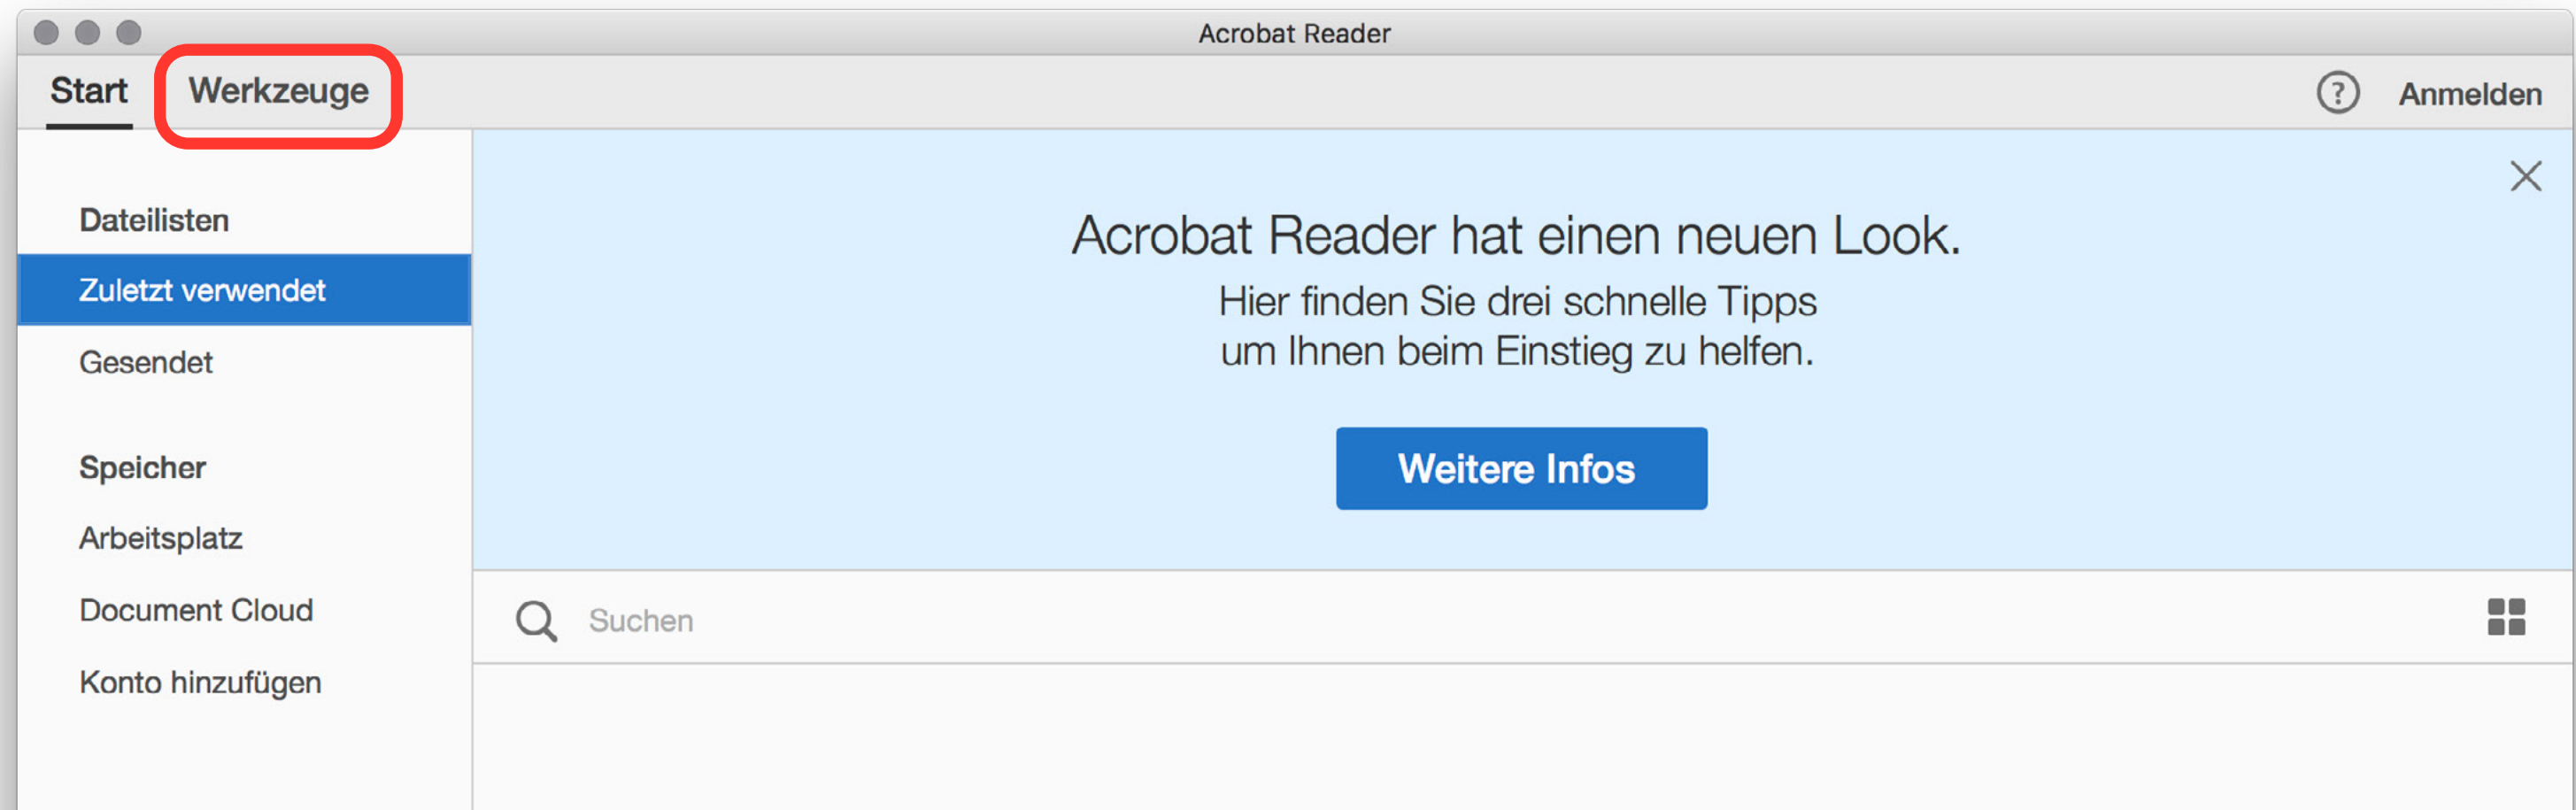 Acrobat Reader
Start Werkzeuge ? Anmelden
Dateilisten
Zuletzt verwendet
Gesendet
Speicher
Arbeitsplatz
Document Cloud
Konto hinzufügen
Acrobat Reader hat einen neuen Look.
Hier finden Sie drei schnelle Tipps
um Ihnen beim Einstieg zu helfen.
Weitere Infos
Suchen